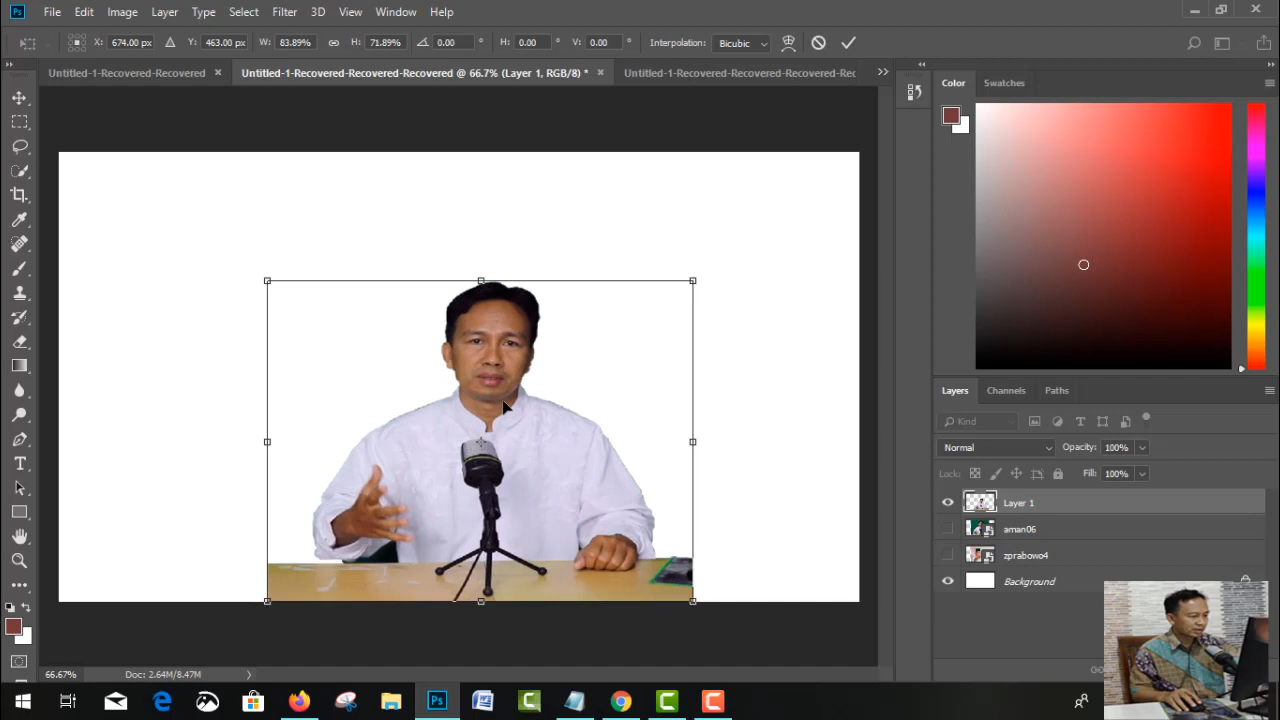 Ps File Edit Image Layer Type Select Filter 3D View Window Help
X: 674.00 px Y: 463.00 px W: 83.89% H: 71.89% 0.00 ° H: 0.00 ° V: 0.00 ° Interpolation: Bicubic
Untitled-1-Recovered × Untitled-1-Recovered-Recovered-Recovered @ 66.7% (Layer 1, RGB/8) * × Untitled-1-Recovered-Recovered-Recovered-Rec
Color Swatches
Layers Channels Paths
Kind
Normal Opacity: 100%
Lock: Fill: 100%
Layer 1
aman06
zprabowo4
Background
66.67% Doc: 2.64M/8.47M
Ps